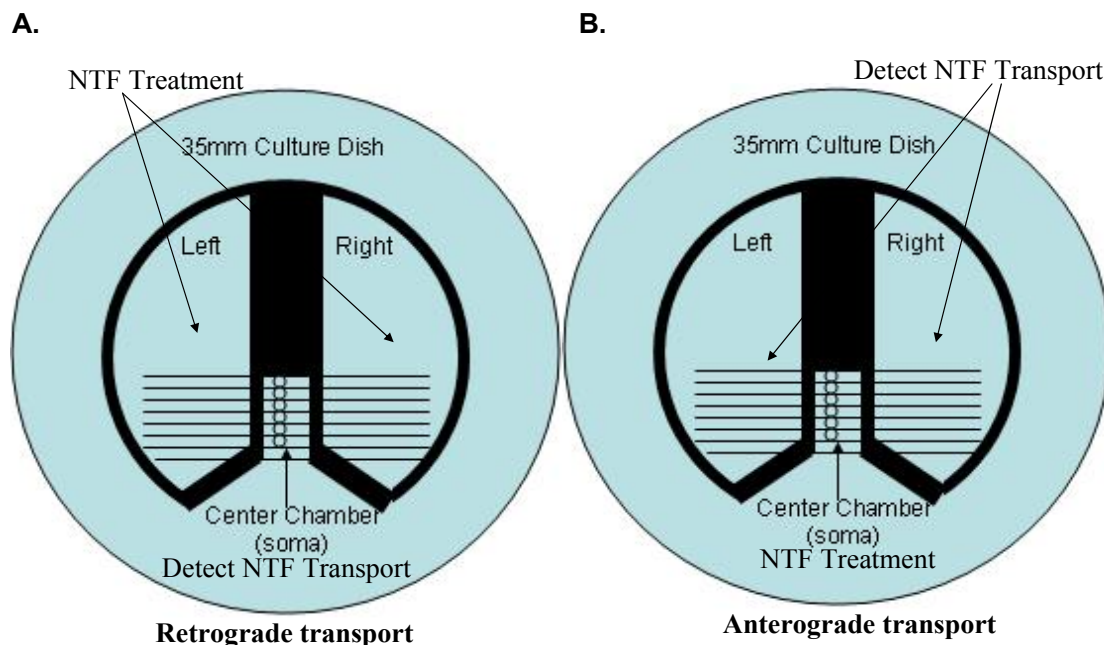 A.
NTF Treatment
35mm Culture Dish
Left
Right
Center Chamber
(soma)
Detect NTF Transport
Retrograde transport
B.
Detect NTF Transport
35mm Culture Dish
Left
Right
Center Chamber
(soma)
NTF Treatment
Anterograde transport